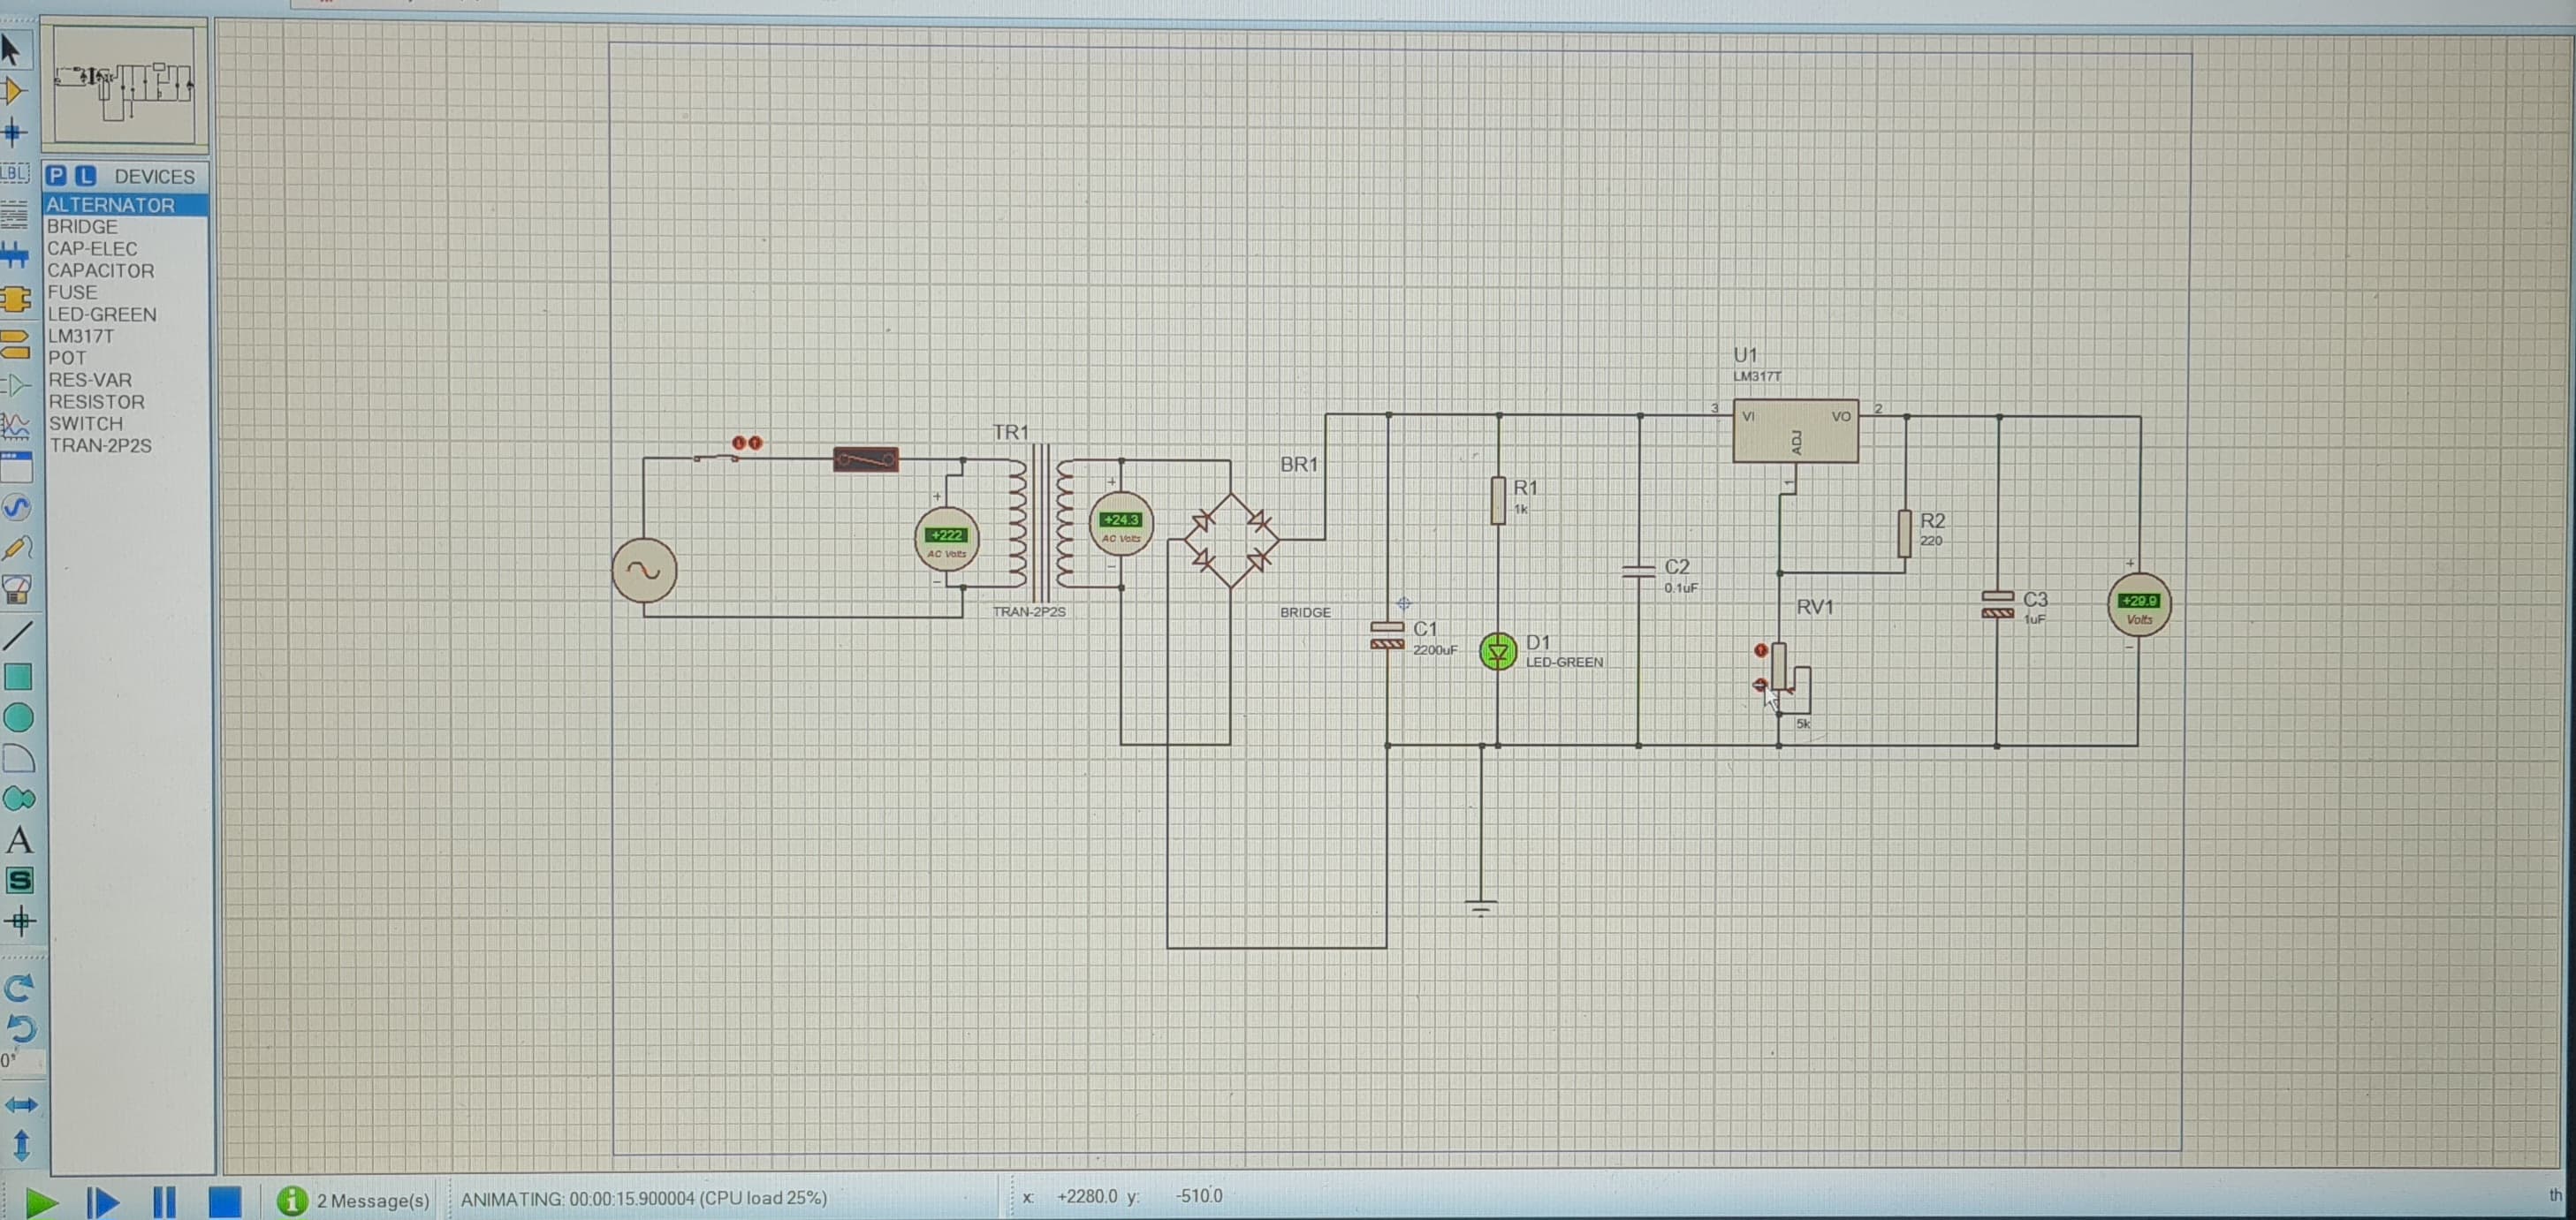 LBL
P L DEVICES
ALTERNATOR
BRIDGE
CAP-ELEC
CAPACITOR
FUSE
LED-GREEN
LM317T
POT
RES-VAR
RESISTOR
SWITCH
TRAN-2P2S
A
S
0°
TR1
TRAN-2P2S
+222
AC Volts
+24.3
AC Volts
BR1
BRIDGE
C1
2200uF
R1
1k
D1
LED-GREEN
C2
0.1uF
U1
LM317T
3
VI
VO
2
ADJ
1
R2
220
RV1
5k
C3
1uF
+29.9
Volts
2 Message(s)
ANIMATING: 00:00:15.900004 (CPU load 25%)
x: +2280.0 y: -510.0
th